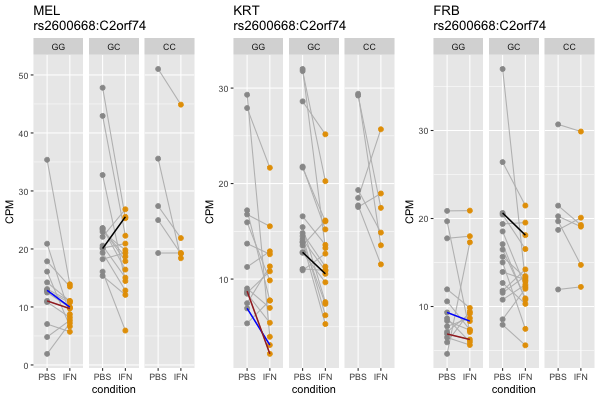 MEL
rs2600668:C2orf74
GG GC CC
50
40
30
20
10
0
CPM
PBS IFN PBS IFN PBS IFN
condition
KRT
rs2600668:C2orf74
GG GC CC
30
20
10
CPM
PBS IFN PBS IFN PBS IFN
condition
FRB
rs2600668:C2orf74
GG GC CC
30
20
10
CPM
PBS IFN PBS IFN PBS IFN
condition